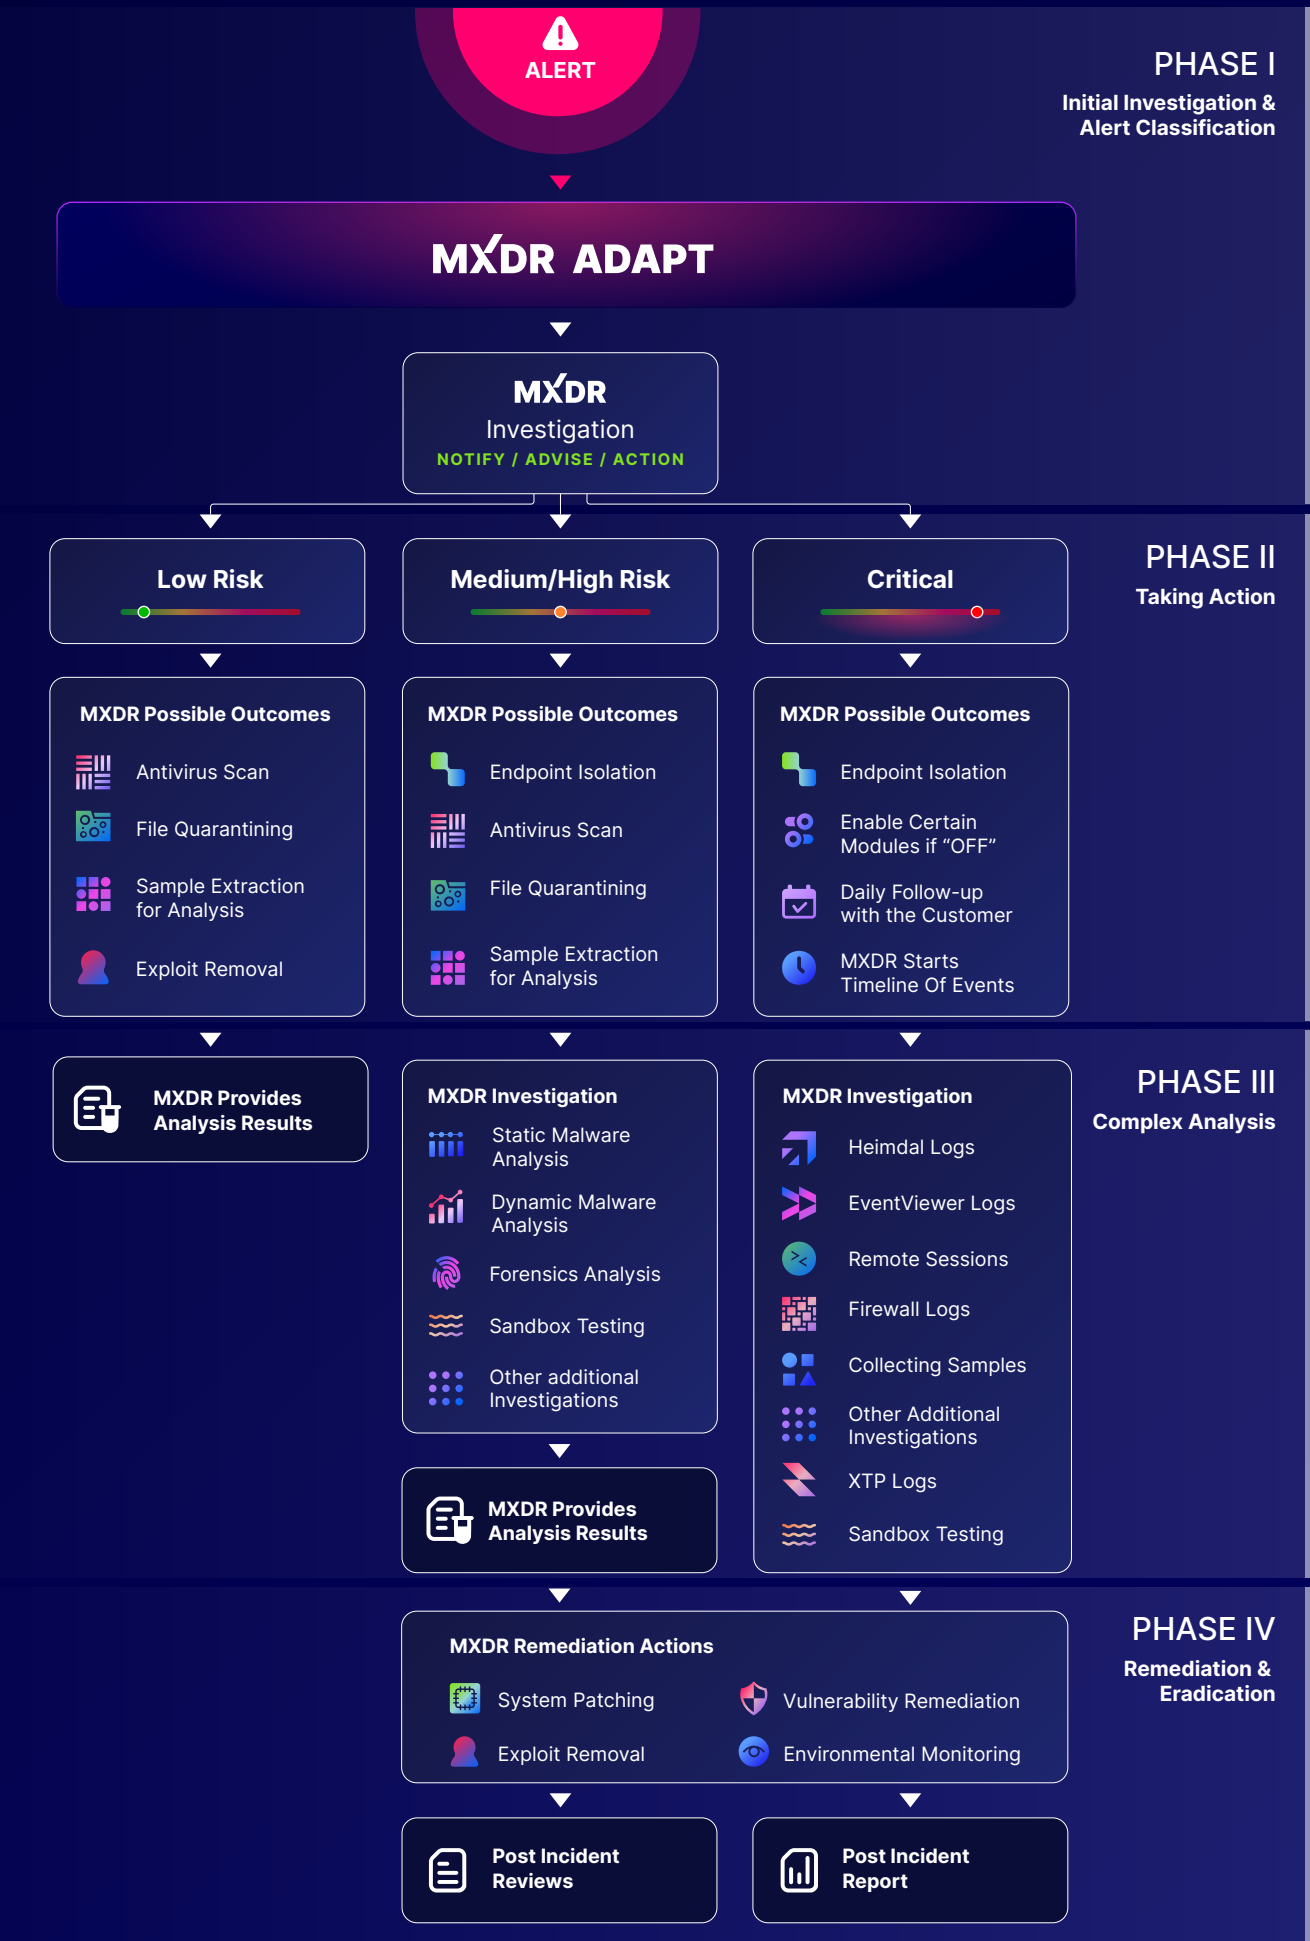 ALERT
PHASE I
Initial Investigation &
Alert Classification
MXDR ADAPT
MXDR
Investigation
NOTIFY / ADVISE / ACTION
PHASE II
Taking Action
Low Risk
Medium/High Risk
Critical
MXDR Possible Outcomes
Antivirus Scan
File Quarantining
Sample Extraction
for Analysis
Exploit Removal
MXDR Possible Outcomes
Endpoint Isolation
Antivirus Scan
File Quarantining
Sample Extraction
for Analysis
MXDR Possible Outcomes
Endpoint Isolation
Enable Certain
Modules if “OFF”
Daily Follow-up
with the Customer
MXDR Starts
Timeline Of Events
PHASE III
Complex Analysis
MXDR Provides
Analysis Results
MXDR Investigation
Static Malware
Analysis
Dynamic Malware
Analysis
Forensics Analysis
Sandbox Testing
Other additional
Investigations
MXDR Provides
Analysis Results
MXDR Investigation
Heimdal Logs
EventViewer Logs
Remote Sessions
Firewall Logs
Collecting Samples
Other Additional
Investigations
XTP Logs
Sandbox Testing
PHASE IV
Remediation &
Eradication
MXDR Remediation Actions
System Patching
Vulnerability Remediation
Exploit Removal
Environmental Monitoring
Post Incident
Reviews
Post Incident
Report